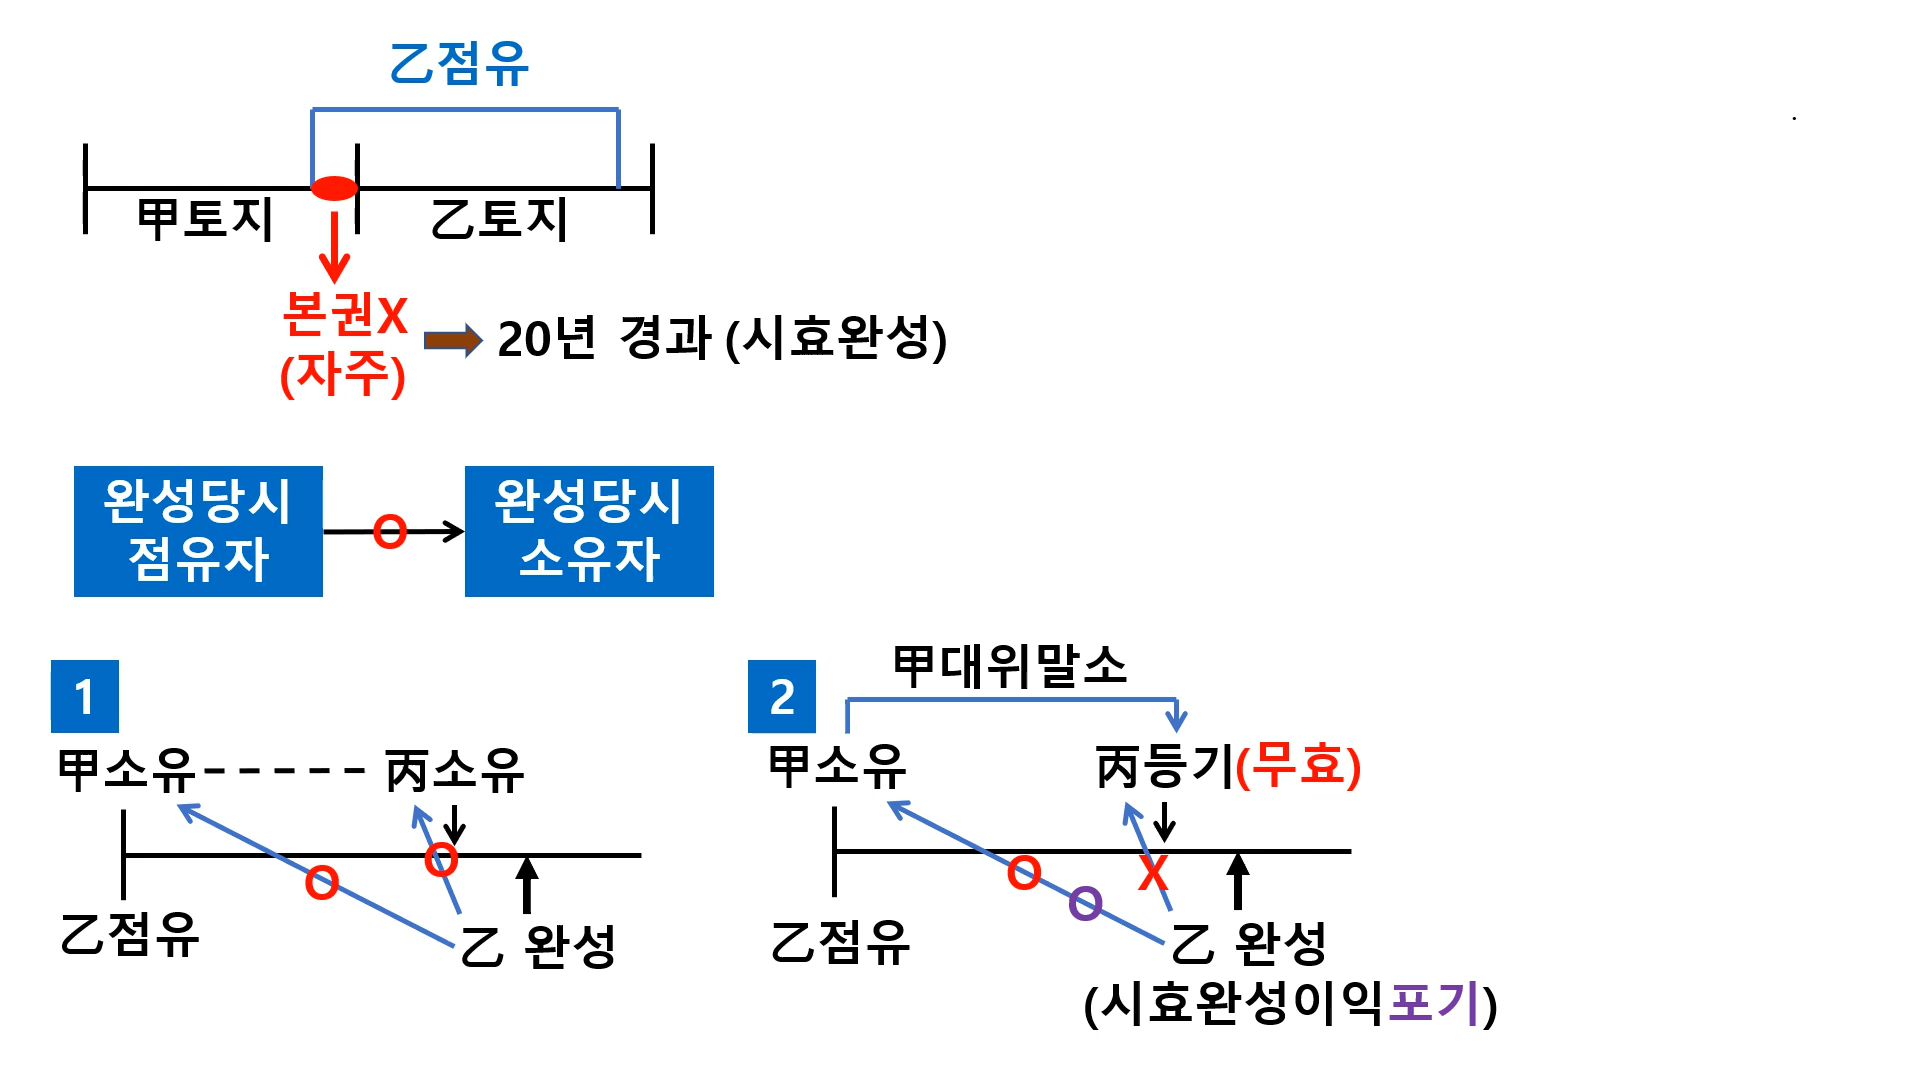 乙점유
甲토지
乙토지
본권X
(자주)
20년 경과 (시효완성)
완성당시
점유자
O
완성당시
소유자
1
甲소유
丙소유
O
O
乙점유
乙 완성
2
甲대위말소
甲소유
丙등기(무효)
O
O
X
乙점유
乙 완성
(시효완성이익포기)